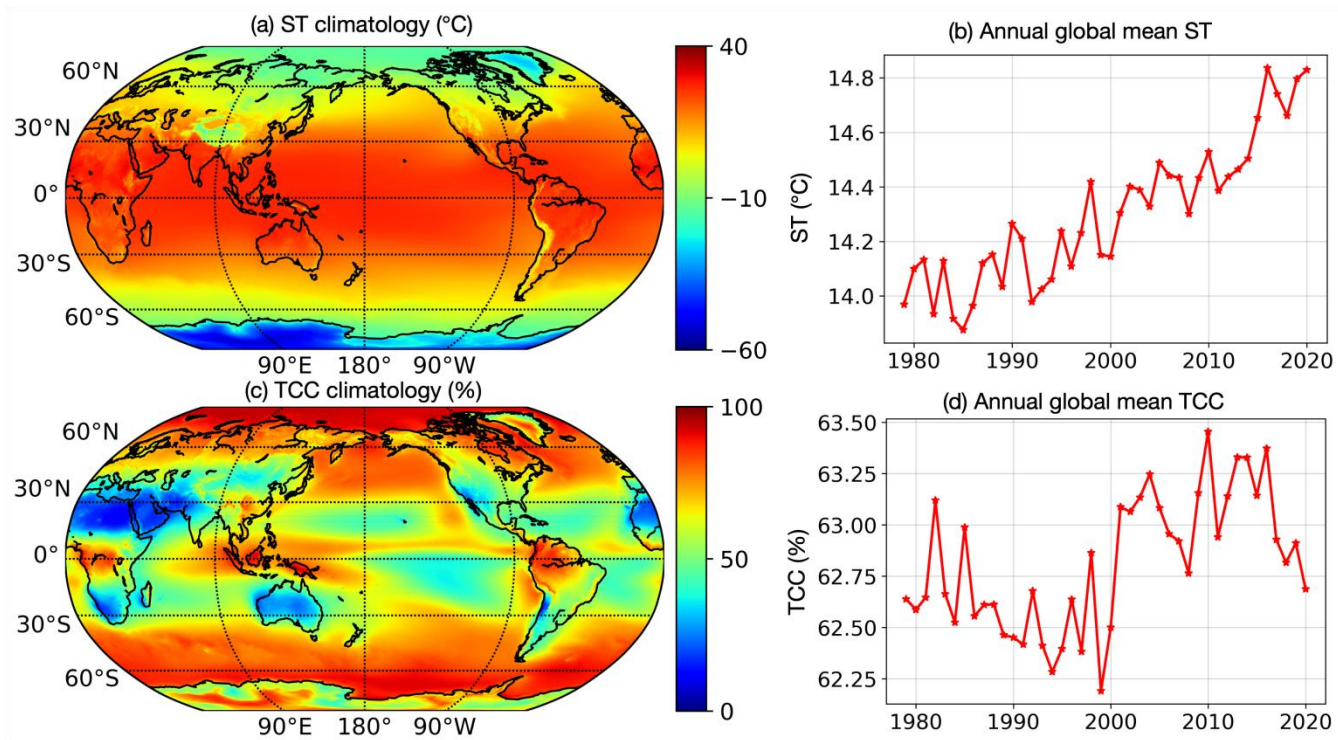 (a) ST climatology (°C)
60°N
30°N
0°
30°S
60°S
90°E 180° 90°W
40
−10
−60
(b) Annual global mean ST
ST (°C)
14.8
14.6
14.4
14.2
14.0
1980 1990 2000 2010 2020
(c) TCC climatology (%)
60°N
30°N
0°
30°S
60°S
90°E 180° 90°W
100
50
0
(d) Annual global mean TCC
TCC (%)
63.50
63.25
63.00
62.75
62.50
62.25
1980 1990 2000 2010 2020